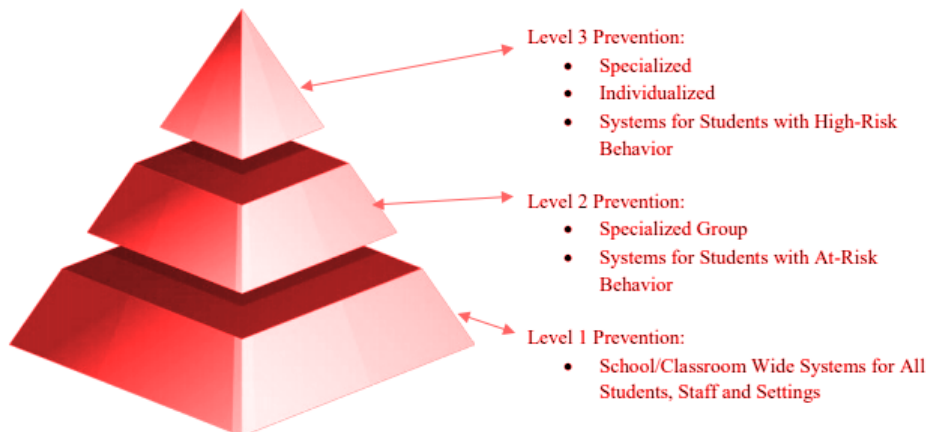 Level 3 Prevention:
• Specialized
• Individualized
• Systems for Students with High-Risk
Behavior
Level 2 Prevention:
• Specialized Group
• Systems for Students with At-Risk
Behavior
Level 1 Prevention:
• School/Classroom Wide Systems for All
Students, Staff and Settings